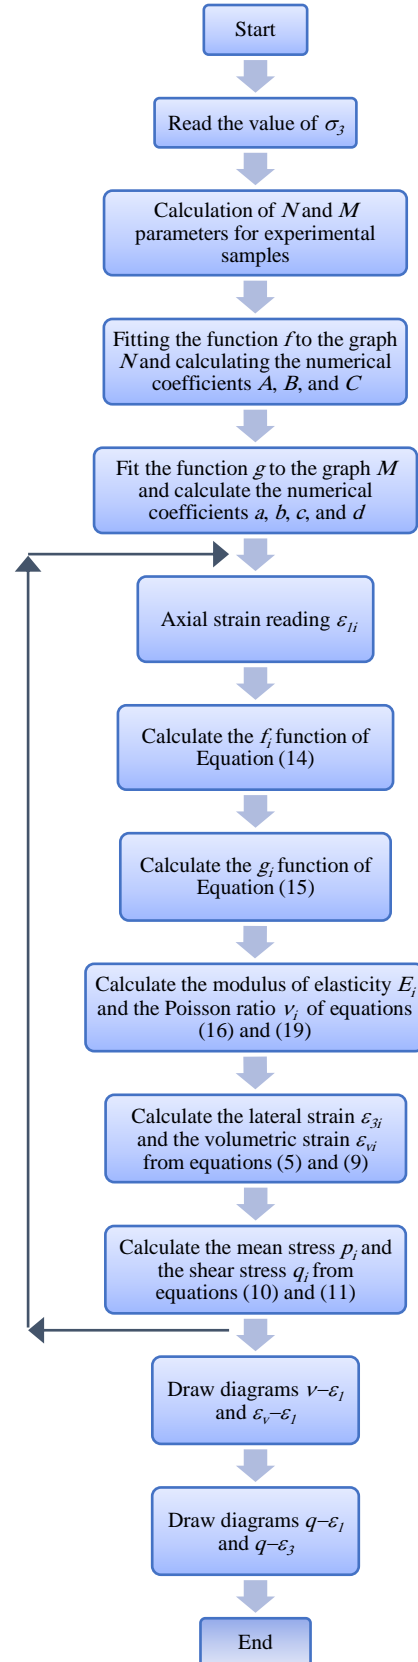 Start
Read the value of σ3
Calculation of N and M
parameters for experimental
samples
Fitting the function f to the graph
N and calculating the numerical
coefficients A, B, and C
Fit the function g to the graph M
and calculate the numerical
coefficients a, b, c, and d
Axial strain reading ε1i
Calculate the fi function of
Equation (14)
Calculate the gi function of
Equation (15)
Calculate the modulus of elasticity Ei
and the Poisson ratio νi of equations
(16) and (19)
Calculate the lateral strain ε3i
and the volumetric strain εvi
from equations (5) and (9)
Calculate the mean stress pi and
the shear stress qi from
equations (10) and (11)
Draw diagrams ν–ε1
and εv–ε1
Draw diagrams q–ε1
and q–ε3
End